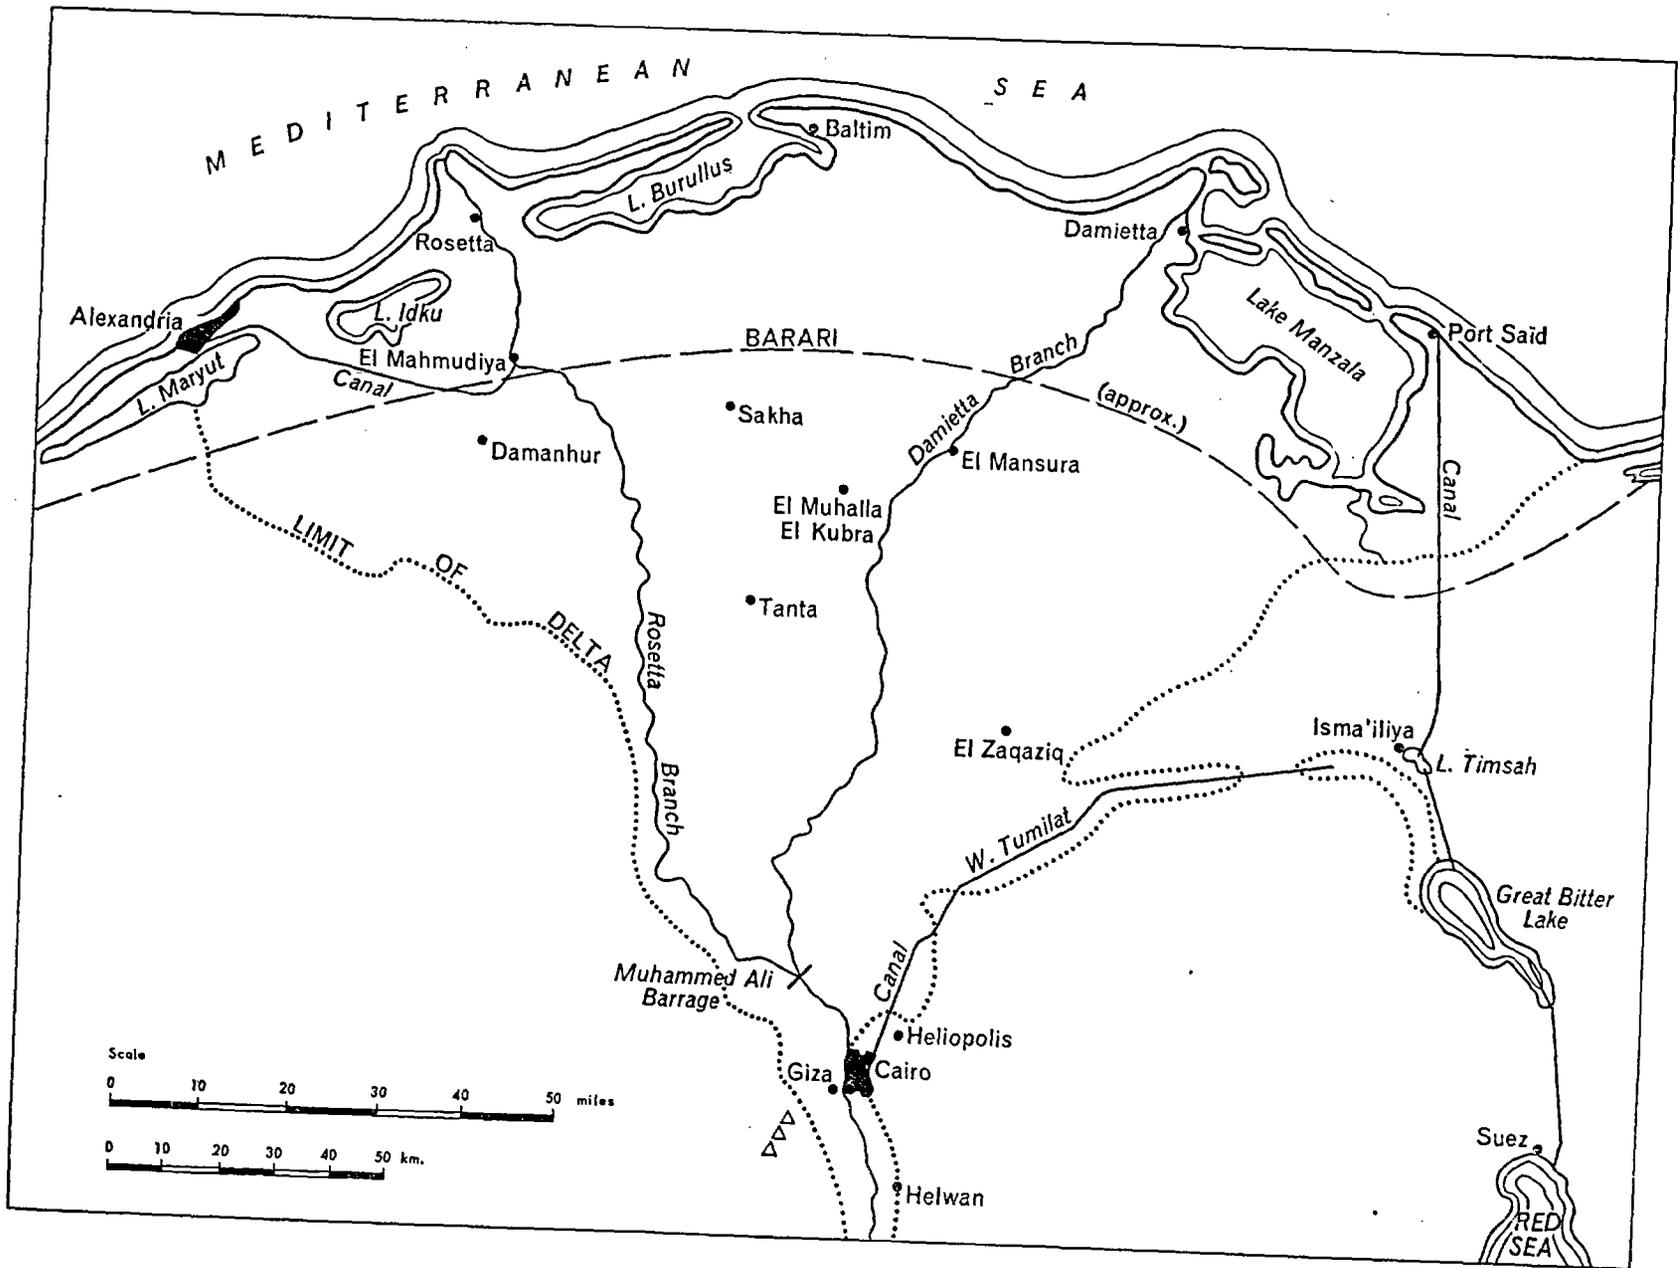 MEDITERRANEAN SEA
Baltim
L. Burullus
Rosetta
Damietta
L. Idku
Lake Manzala
Alexandria
Port Saïd
El Mahmudiya
BARARI
Branch
L. Maryut
Canal
(approx.)
Sakha
Damietta
Damanhur
El Mansura
Canal
El Muhalla
El Kubra
LIMIT OF DELTA
Tanta
Rosetta
Branch
El Zaqaziq
Isma'iliya
L. Timsah
W. Tumilat
Great Bitter
Lake
Canal
Muhammed Ali
Barrage
Heliopolis
Giza
Cairo
Scale
0 10 20 30 40 50 miles
0 10 20 30 40 50 km.
Suez
Helwan
RED
SEA